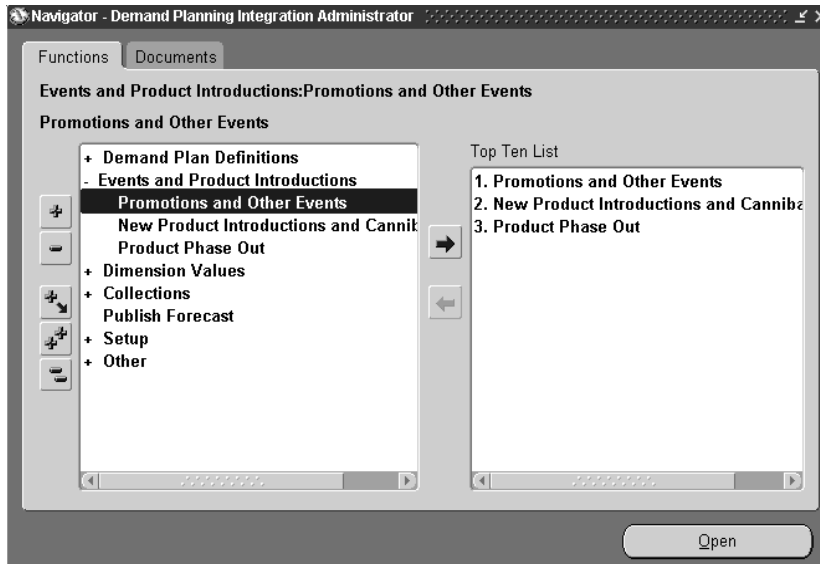 Navigator - Demand Planning Integration Administrator
Functions
Documents
Events and Product Introductions:Promotions and Other Events
Promotions and Other Events
+ Demand Plan Definitions
- Events and Product Introductions
Promotions and Other Events
New Product Introductions and Cannit
Product Phase Out
+ Dimension Values
+ Collections
Publish Forecast
+ Setup
+ Other
Top Ten List
1. Promotions and Other Events
2. New Product Introductions and Canniba
3. Product Phase Out
Open